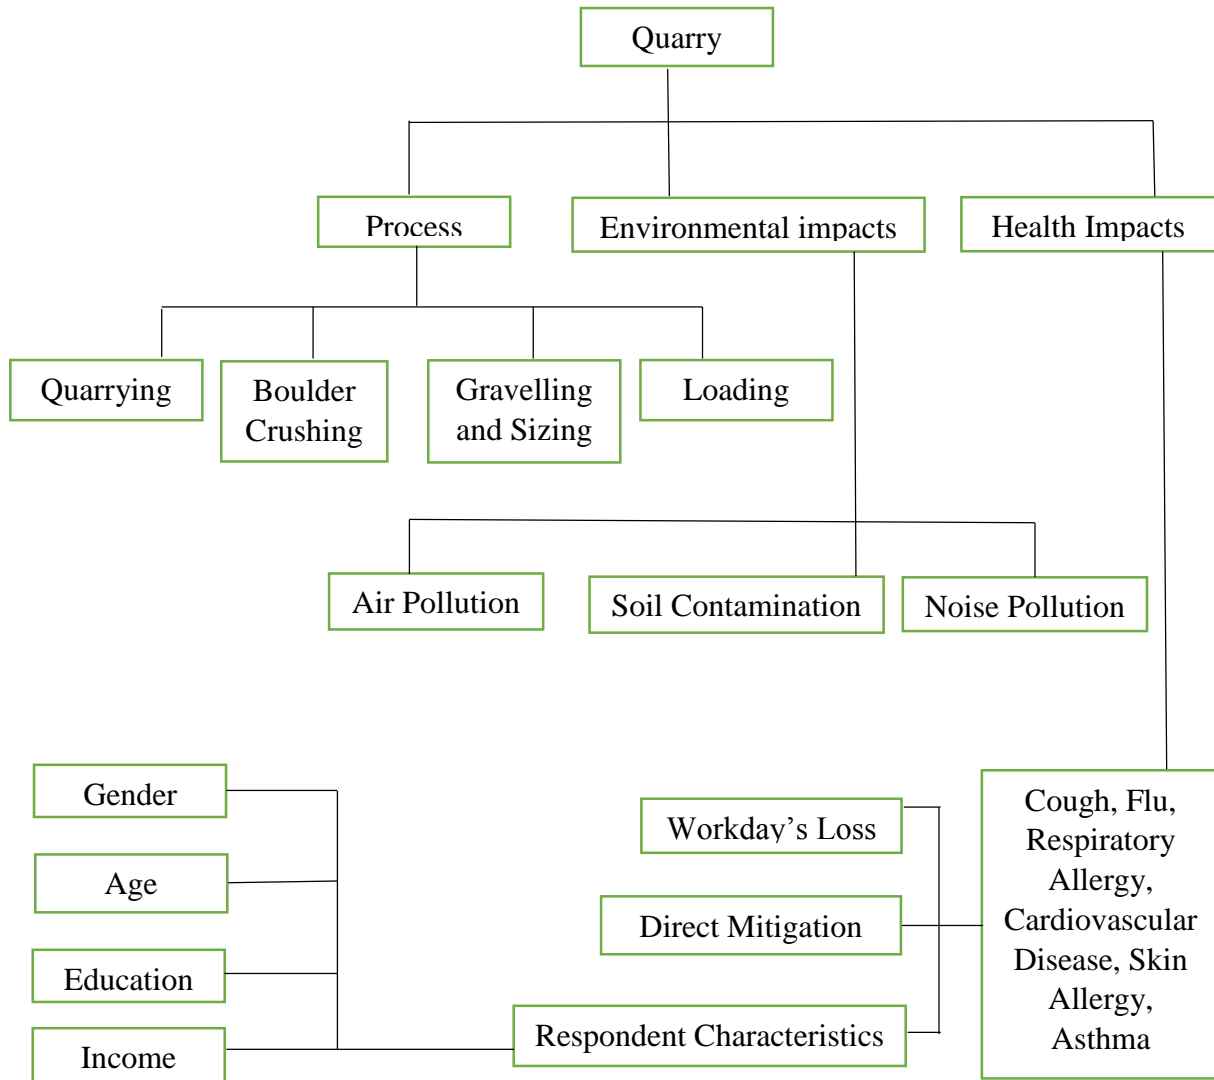 Quarry
Process
Environmental impacts
Health Impacts
Quarrying
Boulder
Crushing
Gravelling
and Sizing
Loading
Air Pollution
Soil Contamination
Noise Pollution
Gender
Age
Education
Income
Workday’s Loss
Direct Mitigation
Respondent Characteristics
Cough, Flu,
Respiratory
Allergy,
Cardiovascular
Disease, Skin
Allergy,
Asthma